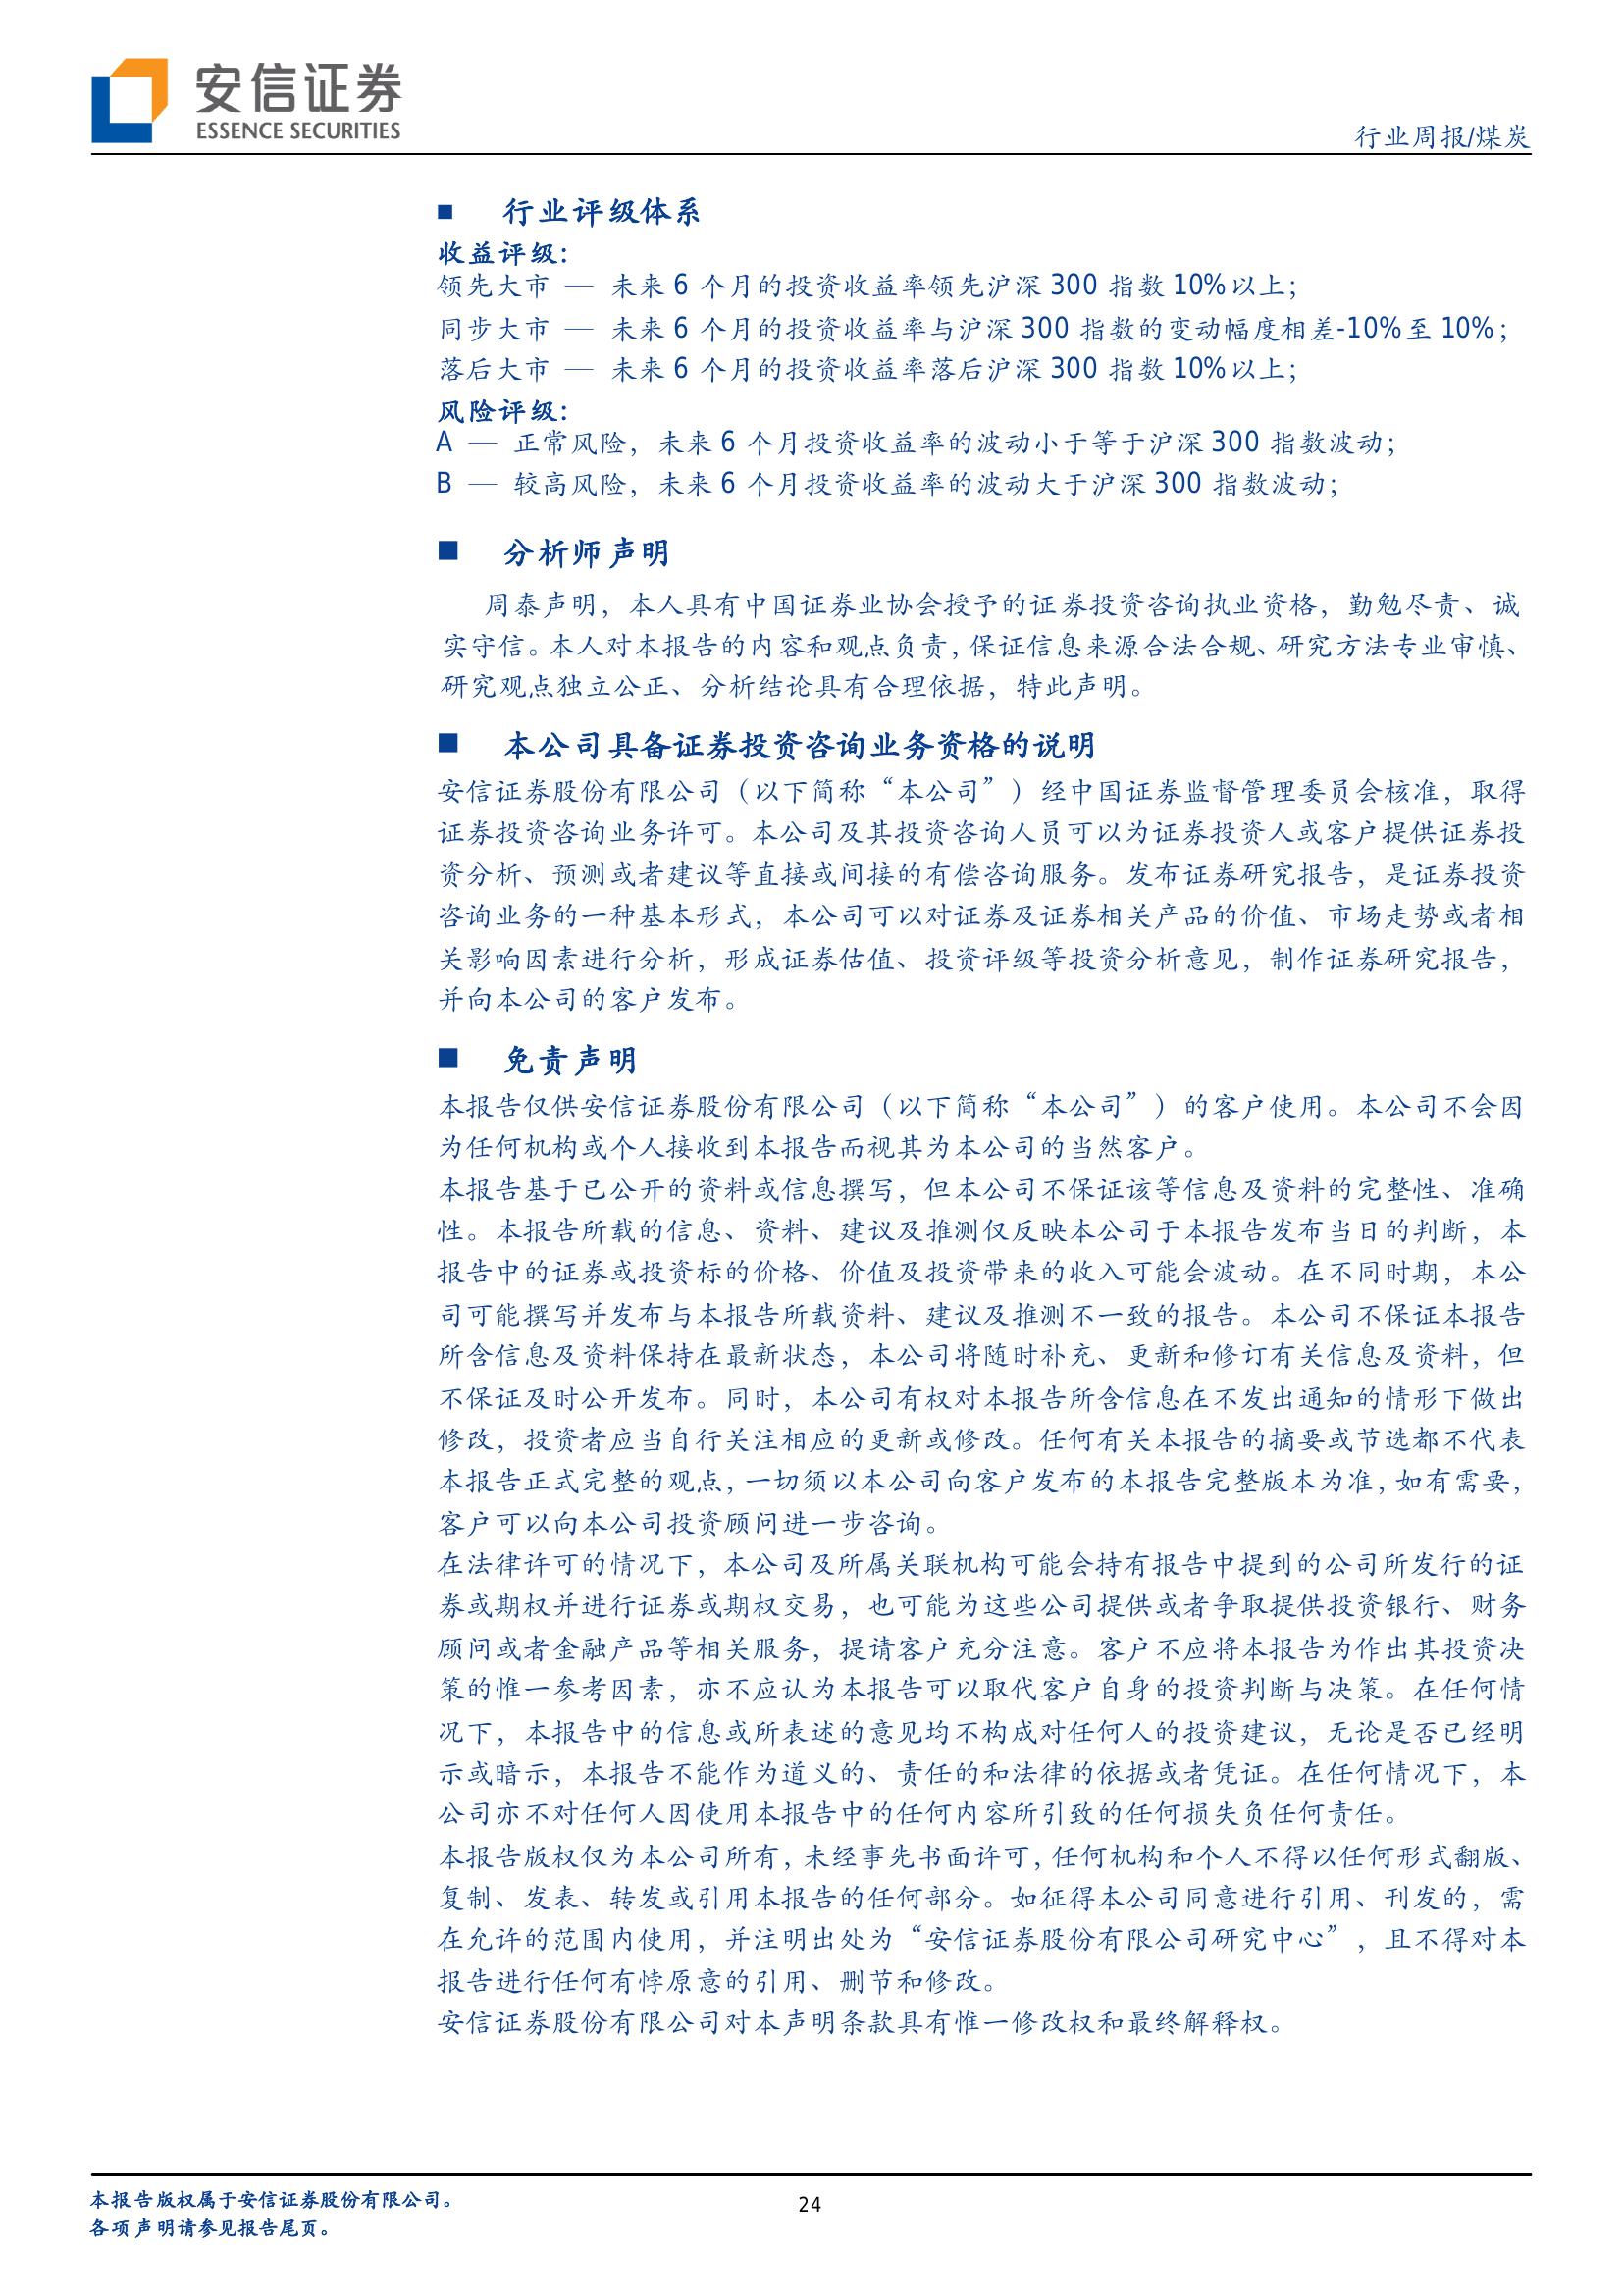 安信证券
ESSENCE SECURITIES
行业周报/煤炭
■ 行业评级体系
收益评级：
领先大市 — 未来 6 个月的投资收益率领先沪深 300 指数 10%以上；
同步大市 — 未来 6 个月的投资收益率与沪深 300 指数的变动幅度相差-10%至 10%；
落后大市 — 未来 6 个月的投资收益率落后沪深 300 指数 10%以上；
风险评级：
A — 正常风险，未来 6 个月投资收益率的波动小于等于沪深 300 指数波动；
B — 较高风险，未来 6 个月投资收益率的波动大于沪深 300 指数波动；
■ 分析师声明
周泰声明，本人具有中国证券业协会授予的证券投资咨询执业资格，勤勉尽责、诚
实守信。本人对本报告的内容和观点负责，保证信息来源合法合规、研究方法专业审慎、
研究观点独立公正、分析结论具有合理依据，特此声明。
■ 本公司具备证券投资咨询业务资格的说明
安信证券股份有限公司（以下简称“本公司”）经中国证券监督管理委员会核准，取得
证券投资咨询业务许可。本公司及其投资咨询人员可以为证券投资人或客户提供证券投
资分析、预测或者建议等直接或间接的有偿咨询服务。发布证券研究报告，是证券投资
咨询业务的一种基本形式，本公司可以对证券及证券相关产品的价值、市场走势或者相
关影响因素进行分析，形成证券估值、投资评级等投资分析意见，制作证券研究报告，
并向本公司的客户发布。
■ 免责声明
本报告仅供安信证券股份有限公司（以下简称“本公司”）的客户使用。本公司不会因
为任何机构或个人接收到本报告而视其为本公司的当然客户。
本报告基于已公开的资料或信息撰写，但本公司不保证该等信息及资料的完整性、准确
性。本报告所载的信息、资料、建议及推测仅反映本公司于本报告发布当日的判断，本
报告中的证券或投资标的价格、价值及投资带来的收入可能会波动。在不同时期，本公
司可能撰写并发布与本报告所载资料、建议及推测不一致的报告。本公司不保证本报告
所含信息及资料保持在最新状态，本公司将随时补充、更新和修订有关信息及资料，但
不保证及时公开发布。同时，本公司有权对本报告所含信息在不发出通知的情形下做出
修改，投资者应当自行关注相应的更新或修改。任何有关本报告的摘要或节选都不代表
本报告正式完整的观点，一切须以本公司向客户发布的本报告完整版本为准，如有需要，
客户可以向本公司投资顾问进一步咨询。
在法律许可的情况下，本公司及所属关联机构可能会持有报告中提到的公司所发行的证
券或期权并进行证券或期权交易，也可能为这些公司提供或者争取提供投资银行、财务
顾问或者金融产品等相关服务，提请客户充分注意。客户不应将本报告为作出其投资决
策的惟一参考因素，亦不应认为本报告可以取代客户自身的投资判断与决策。在任何情
况下，本报告中的信息或所表述的意见均不构成对任何人的投资建议，无论是否已经明
示或暗示，本报告不能作为道义的、责任的和法律的依据或者凭证。在任何情况下，本
公司亦不对任何人因使用本报告中的任何内容所引致的任何损失负任何责任。
本报告版权仅为本公司所有，未经事先书面许可，任何机构和个人不得以任何形式翻版、
复制、发表、转发或引用本报告的任何部分。如征得本公司同意进行引用、刊发的，需
在允许的范围内使用，并注明出处为“安信证券股份有限公司研究中心”，且不得对本
报告进行任何有悖原意的引用、删节和修改。
安信证券股份有限公司对本声明条款具有惟一修改权和最终解释权。
本报告版权属于安信证券股份有限公司。
各项声明请参见报告尾页。
24